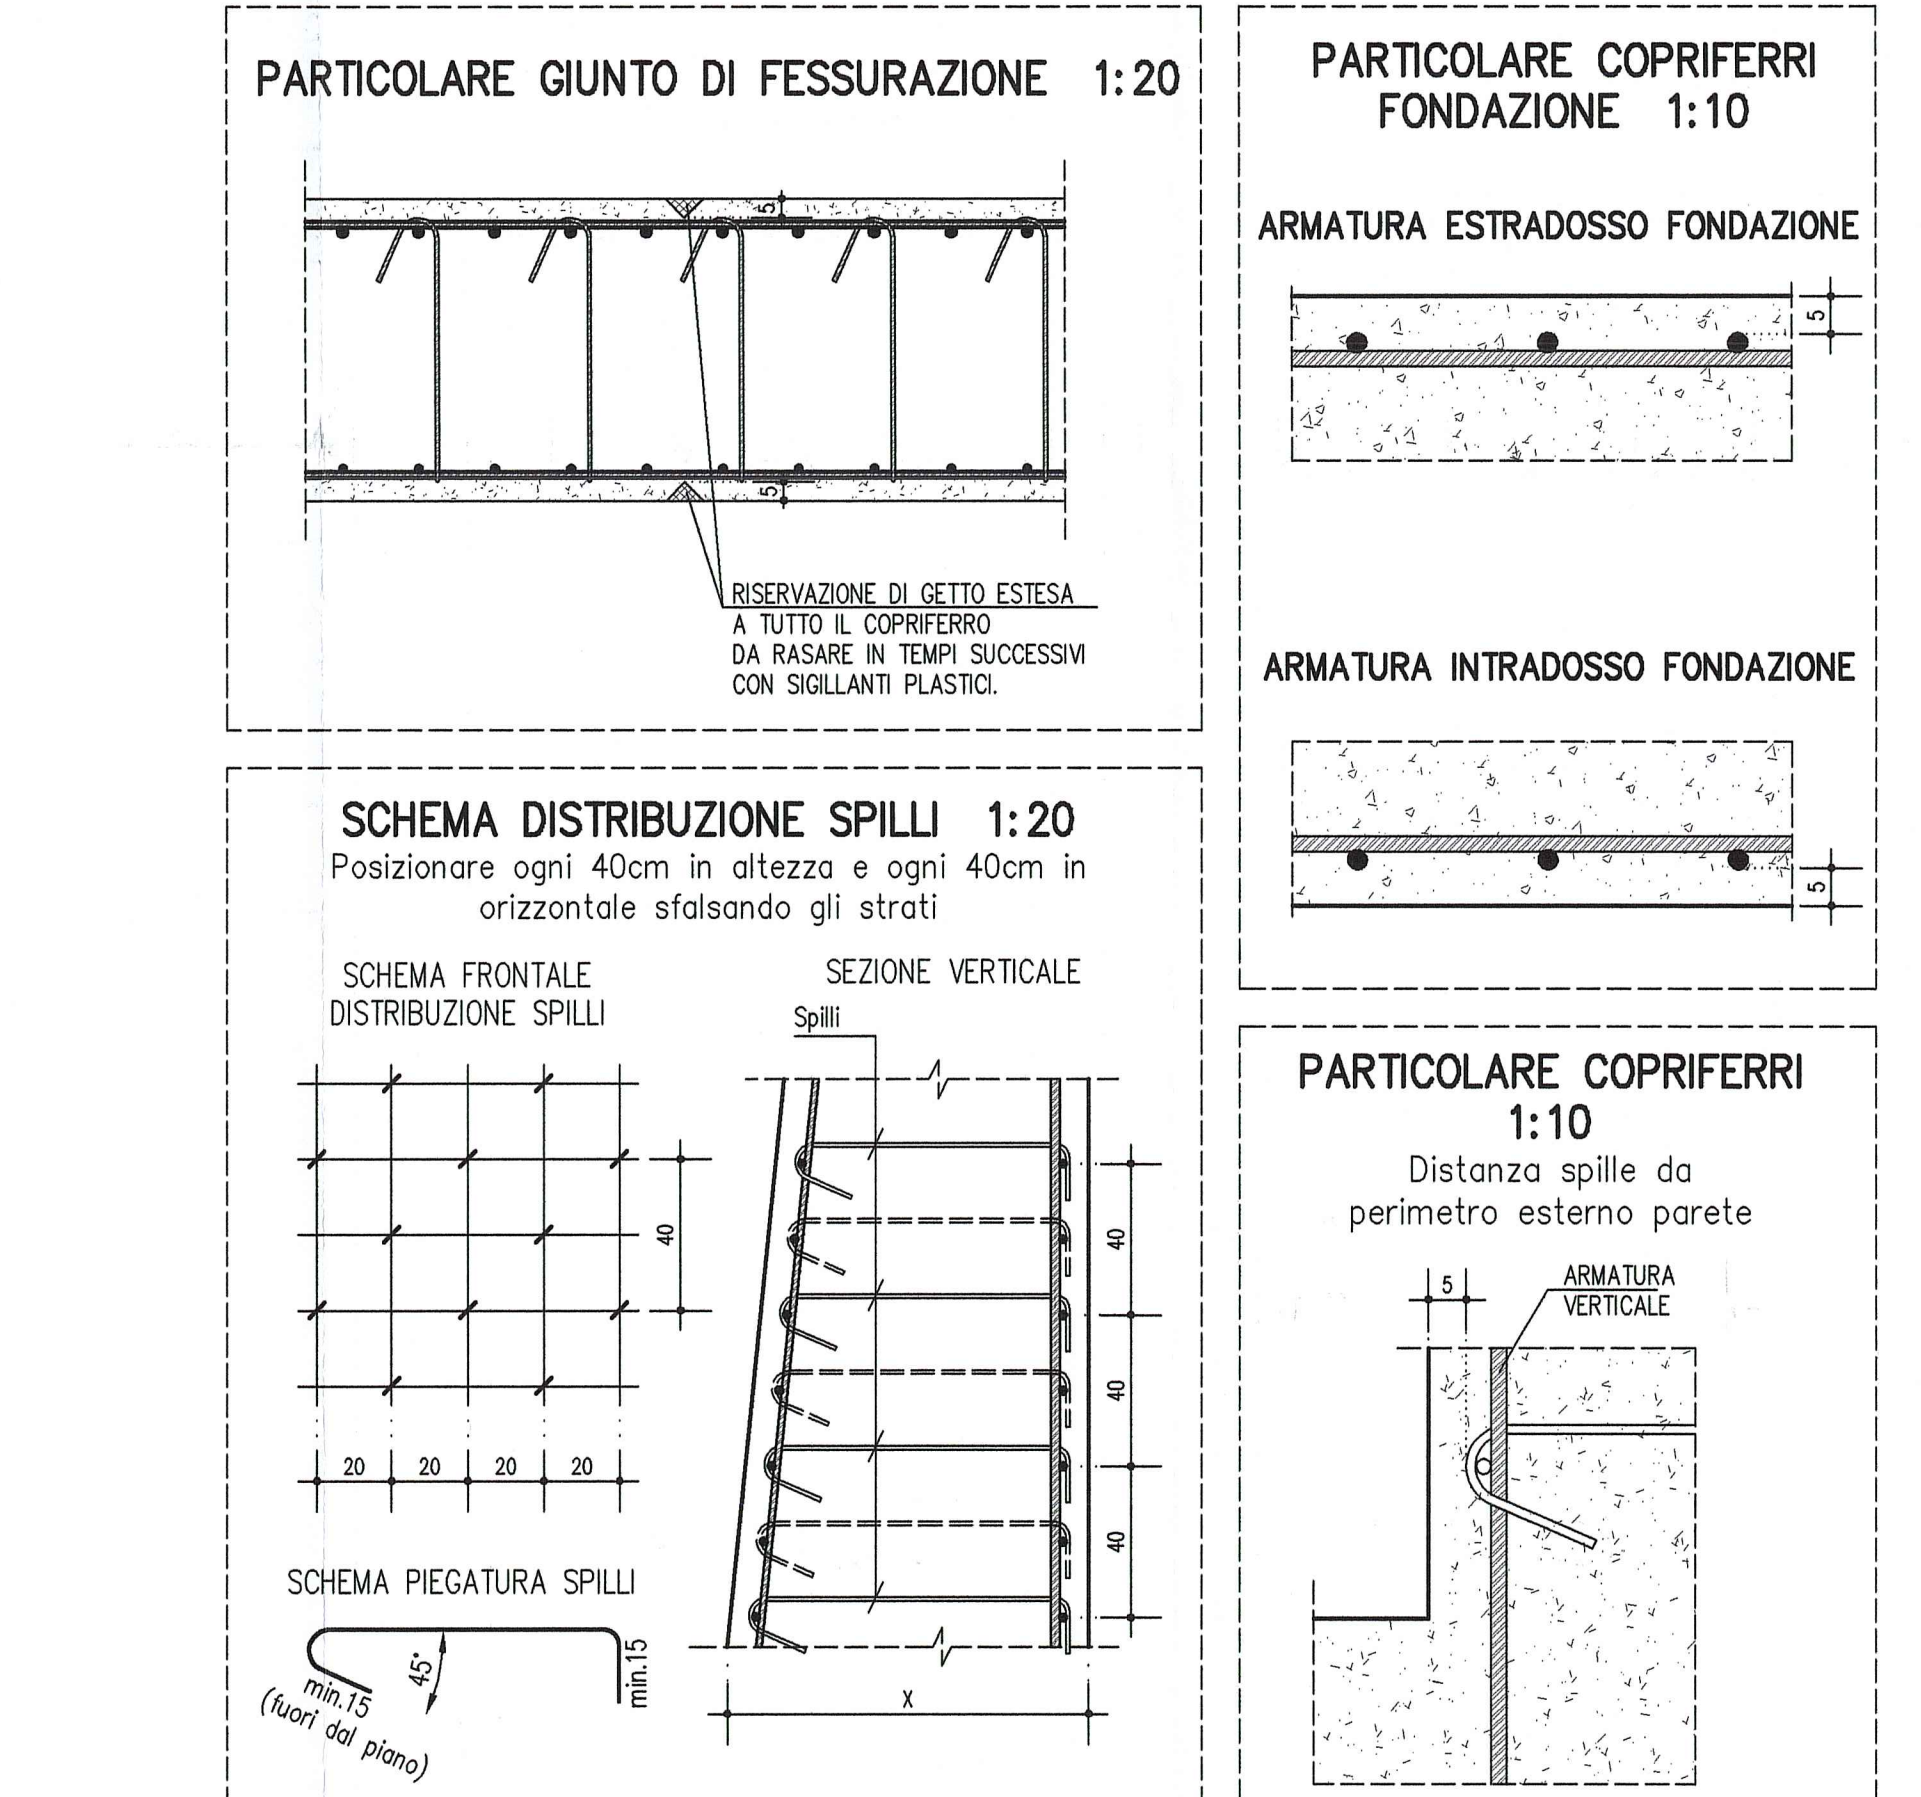 PARTICOLARE GIUNTO DI FESSURAZIONE 1:20
5
5
RISERVAZIONE DI GETTO ESTESA
A TUTTO IL COPRIFERRO
DA RASARE IN TEMPI SUCCESSIVI
CON SIGILLANTI PLASTICI.
PARTICOLARE COPRIFERRI
FONDAZIONE 1:10
ARMATURA ESTRADOSSO FONDAZIONE
5
ARMATURA INTRADOSSO FONDAZIONE
5
SCHEMA DISTRIBUZIONE SPILLI 1:20
Posizionare ogni 40cm in altezza e ogni 40cm in
orizzontale sfalsando gli strati
SCHEMA FRONTALE
DISTRIBUZIONE SPILLI
40
20 20 20 20
SEZIONE VERTICALE
Spilli
40
40
40
X
SCHEMA PIEGATURA SPILLI
45°
min.15
min.15
(fuori dal piano)
PARTICOLARE COPRIFERRI
1:10
Distanza spille da
perimetro esterno parete
5
ARMATURA
VERTICALE